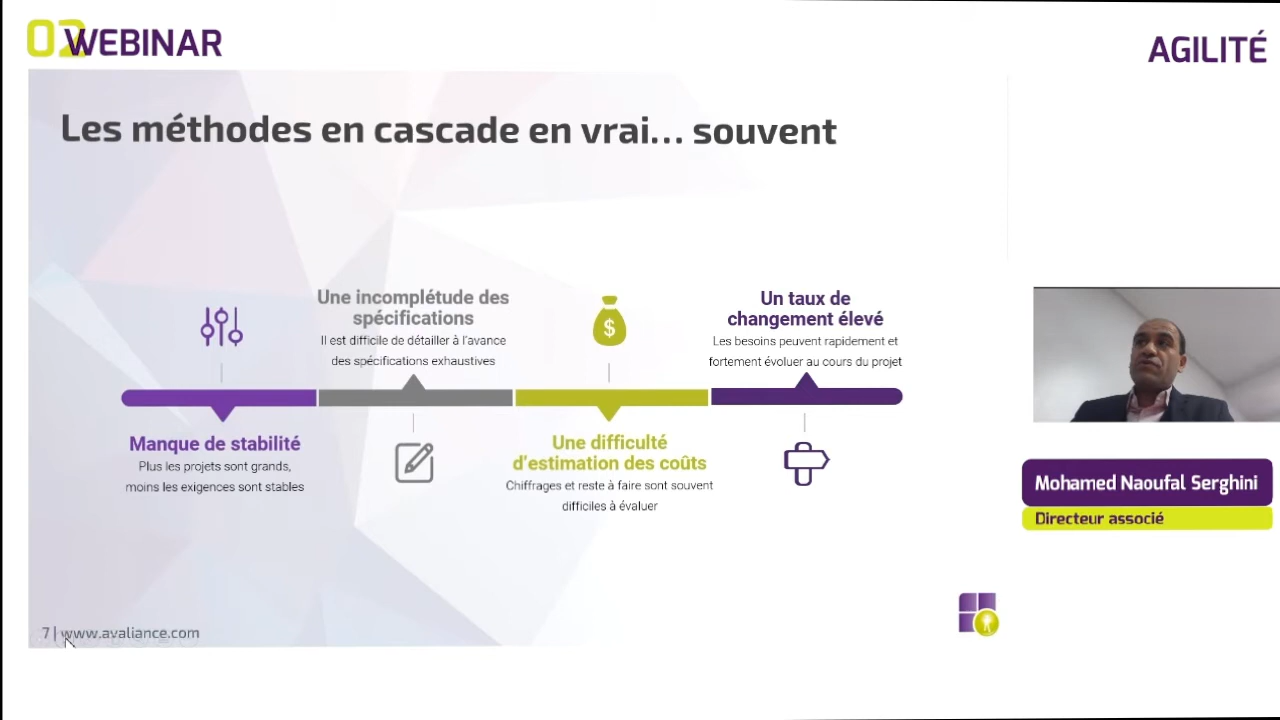 02 WEBINAR
AGILITÉ
Les méthodes en cascade en vrai... souvent
Une incomplétude des
spécifications
Il est difficile de détailler à l'avance
des spécifications exhaustives
$
Un taux de
changement élevé
Les besoins peuvent rapidement et
fortement évoluer au cours du projet
Manque de stabilité
Plus les projets sont grands,
moins les exigences sont stables
Une difficulté
d'estimation des coûts
Chiffrages et reste à faire sont souvent
difficiles à évaluer
Mohamed Naoufal Serghini
Directeur associé
7 | www.avaliance.com